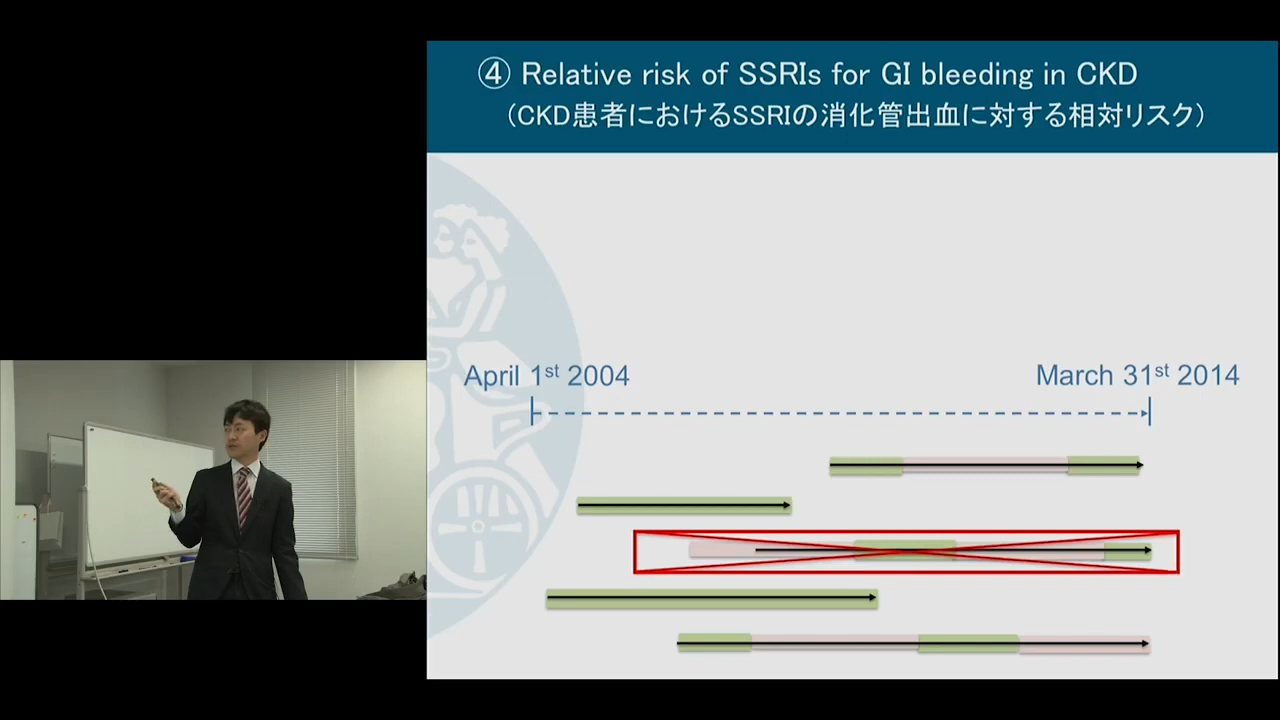 ④ Relative risk of SSRIs for GI bleeding in CKD
（CKD患者におけるSSRIの消化管出血に対する相対リスク）
April 1st 2004
March 31st 2014